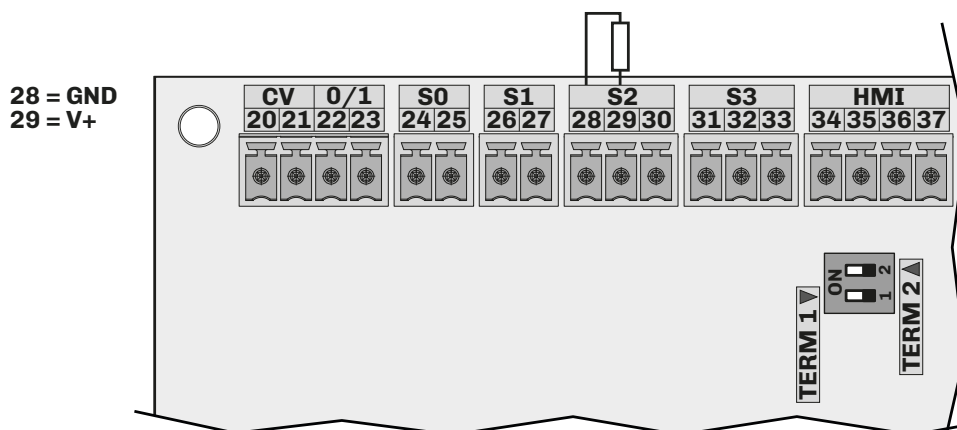 28 = GND
29 = V+
CV 0/1 S0 S1 S2 S3 HMI
20 21 22 23 24 25 26 27 28 29 30 31 32 33 34 35 36 37
ON
1
2
TERM 1
TERM 2